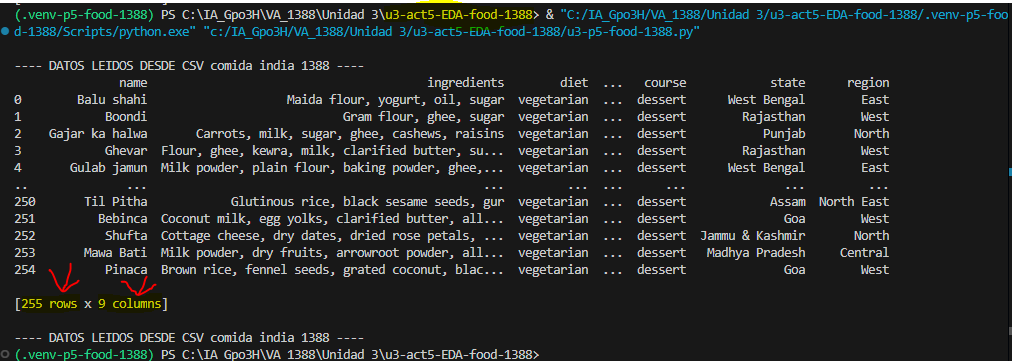 (.venv-p5-food-1388) PS C:\IA_Gpo3H\VA_1388\Unidad 3\u3-act5-EDA-food-1388> & "C:/IA_Gpo3H/VA_1388/Unidad 3/u3-act5-EDA-food-1388/.venv-p5-foo
d-1388/Scripts/python.exe" "c:/IA_Gpo3H/VA_1388/Unidad 3/u3-act5-EDA-food-1388/u3-p5-food-1388.py"
---- DATOS LEIDOS DESDE CSV comida india 1388 ----
name ingredients diet ... course state region
0 Balu shahi Maida flour, yogurt, oil, sugar vegetarian ... dessert West Bengal East
1 Boondi Gram flour, ghee, sugar vegetarian ... dessert Rajasthan West
2 Gajar ka halwa Carrots, milk, sugar, ghee, cashews, raisins vegetarian ... dessert Punjab North
3 Ghevar Flour, ghee, kewra, milk, clarified butter, su... vegetarian ... dessert Rajasthan West
4 Gulab jamun Milk powder, plain flour, baking powder, ghee,... vegetarian ... dessert West Bengal East
.. ... ... ... ... ... ... ...
250 Til Pitha Glutinous rice, black sesame seeds, gur vegetarian ... dessert Assam North East
251 Bebinca Coconut milk, egg yolks, clarified butter, all... vegetarian ... dessert Goa West
252 Shufta Cottage cheese, dry dates, dried rose petals, ... vegetarian ... dessert Jammu & Kashmir North
253 Mawa Bati Milk powder, dry fruits, arrowroot powder, all... vegetarian ... dessert Madhya Pradesh Central
254 Pinaca Brown rice, fennel seeds, grated coconut, blac... vegetarian ... dessert Goa West
[255 rows x 9 columns]
---- DATOS LEIDOS DESDE CSV comida india 1388 ----
(.venv-p5-food-1388) PS C:\IA_Gpo3H\VA_1388\Unidad 3\u3-act5-EDA-food-1388>